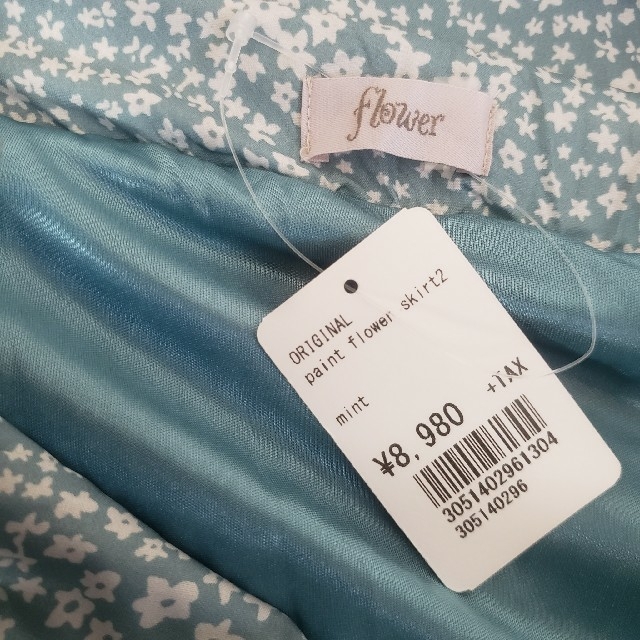 flower
ORIGINAL
paint flower skirt2
mint
¥8,980 +TAX
3051402961304
305140296